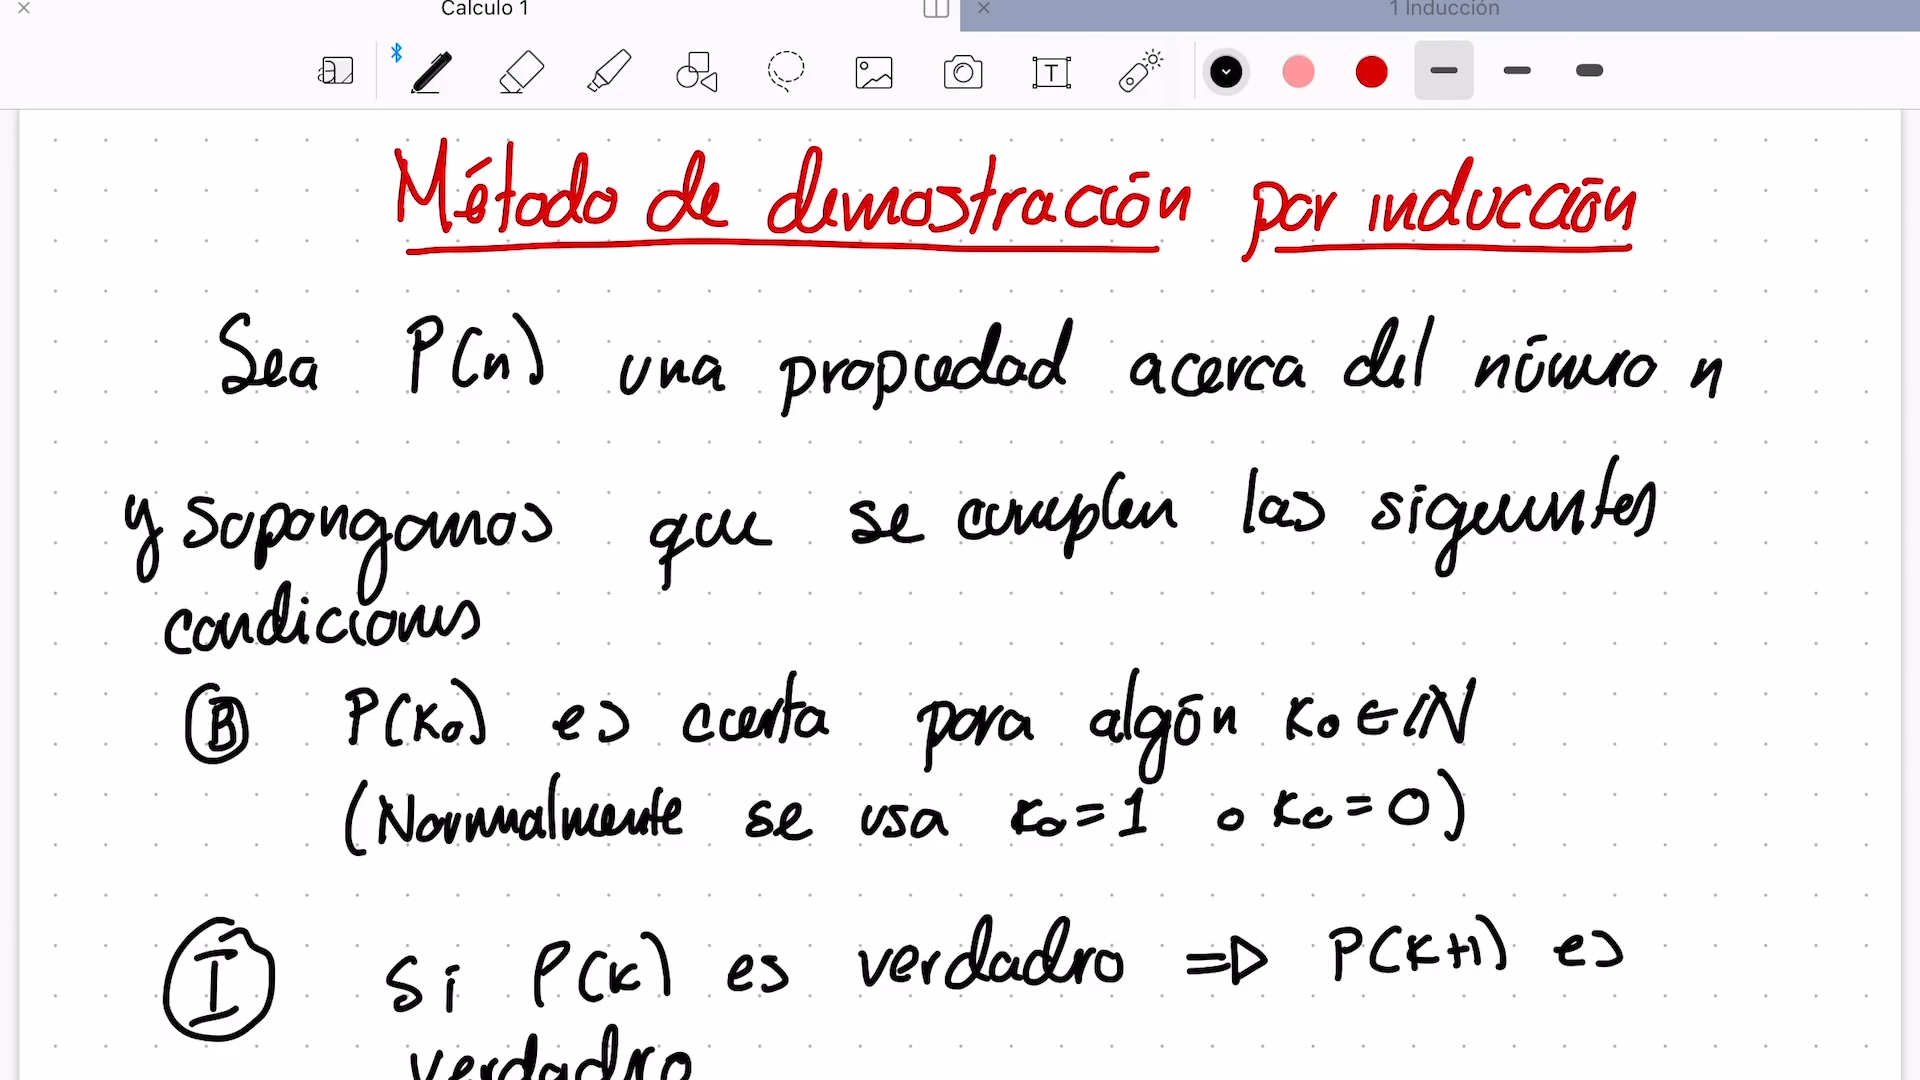 Calculo 1
1 Inducción
Método de demostración por inducción
Sea P(n) una propiedad acerca del número n
y supongamos que se cumplen las siguientes
condiciones
B P(K₀) es cierta para algún K₀ ∈ ℕ
(Normalmente se usa K₀ = 1 o K₀ = 0)
I Si P(K) es verdadro => P(K+1) es
verdadro